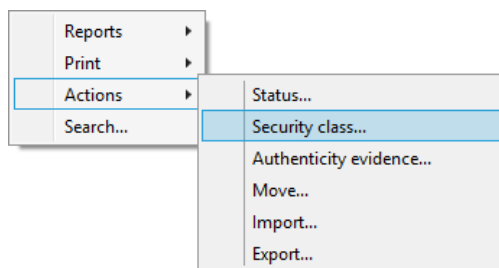 Reports
Print
Actions
Search...
Status...
Security class...
Authenticity evidence...
Move...
Import...
Export...